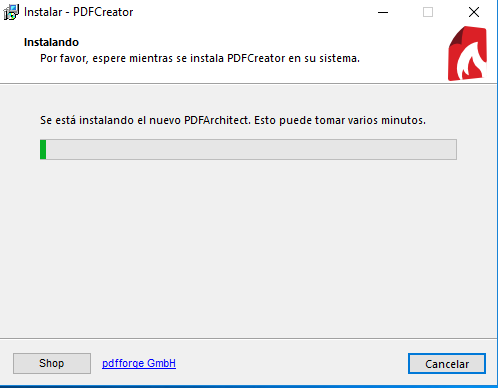 Instalar - PDFCreator
Instalando
Por favor, espere mientras se instala PDFCreator en su sistema.
Se está instalando el nuevo PDFArchitect. Esto puede tomar varios minutos.
Shop
pdfforge GmbH
Cancelar